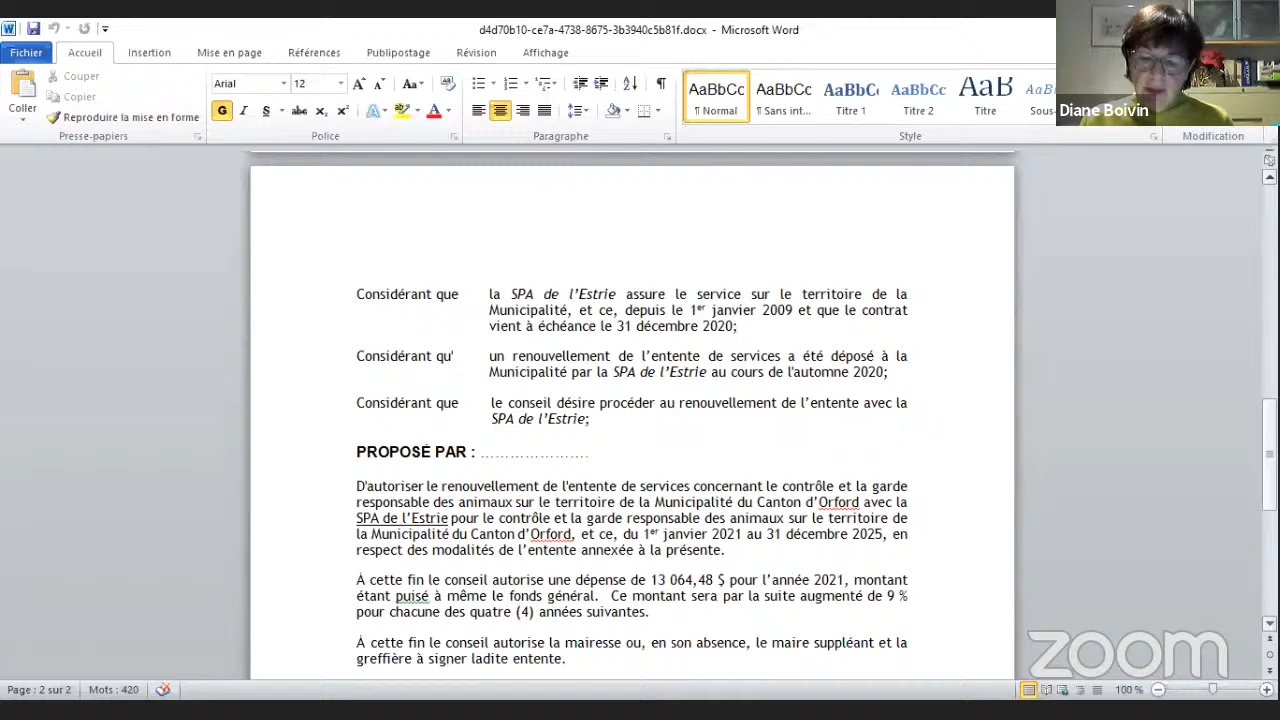 d4d70b10-ce7a-4738-8675-3b3940c5b81f.docx - Microsoft Word
Fichier Accueil Insertion Mise en page Références Publipostage Révision Affichage
Coller
Couper
Copier
Reproduire la mise en forme
Presse-papiers
Arial 12
G I S abc x₂ x²
Police
Paragraphe
AaBbCc AaBbCc AaBbC AaBbCc AaB AaBb
¶ Normal ¶ Sans int... Titre 1 Titre 2 Titre Sous-
Style
Modification
Diane Boivin
Considérant que la SPA de l’Estrie assure le service sur le territoire de la
Municipalité, et ce, depuis le 1er janvier 2009 et que le contrat
vient à échéance le 31 décembre 2020;
Considérant qu' un renouvellement de l’entente de services a été déposé à la
Municipalité par la SPA de l’Estrie au cours de l'automne 2020;
Considérant que le conseil désire procéder au renouvellement de l’entente avec la
SPA de l’Estrie;
PROPOSÉ PAR : ………………….
D'autoriser le renouvellement de l'entente de services concernant le contrôle et la garde
responsable des animaux sur le territoire de la Municipalité du Canton d’Orford avec la
SPA de l’Estrie pour le contrôle et la garde responsable des animaux sur le territoire de
la Municipalité du Canton d’Orford, et ce, du 1er janvier 2021 au 31 décembre 2025, en
respect des modalités de l’entente annexée à la présente.
À cette fin le conseil autorise une dépense de 13 064,48 $ pour l’année 2021, montant
étant puisé à même le fonds général. Ce montant sera par la suite augmenté de 9 %
pour chacune des quatre (4) années suivantes.
À cette fin le conseil autorise la mairesse ou, en son absence, le maire suppléant et la
greffière à signer ladite entente.
zoom
Page : 2 sur 2 Mots : 420 100 %